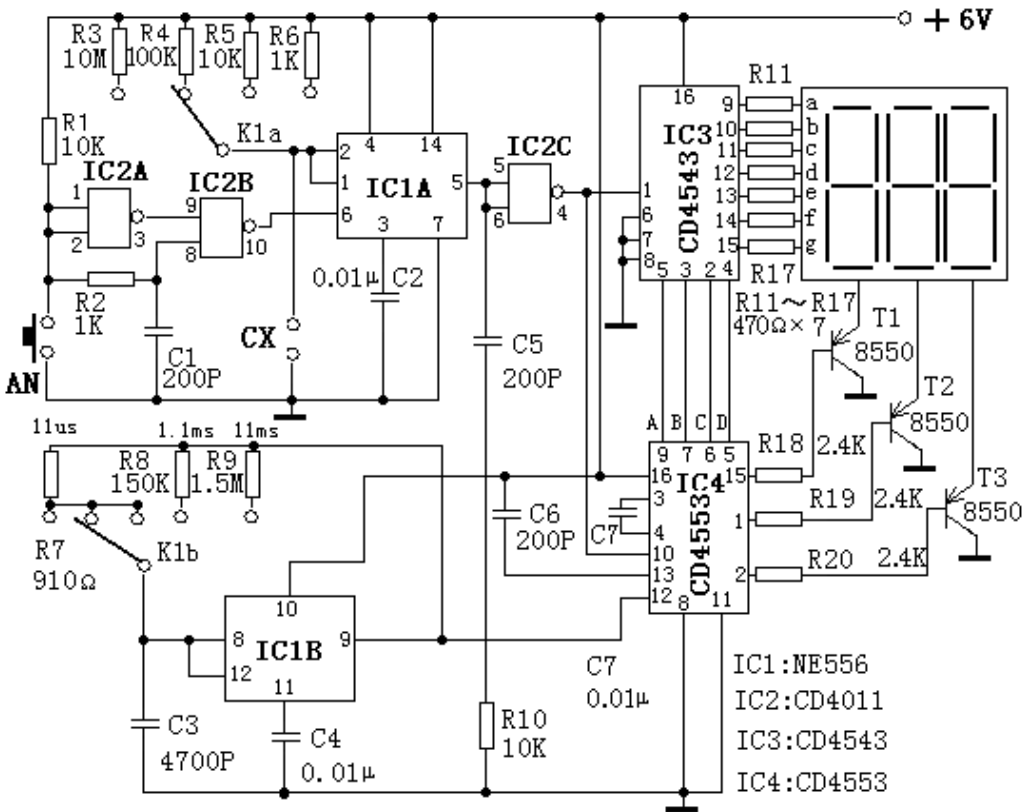 + 6V
R3
10M
R4
100K
R5
10K
R6
1K
R1
10K
K1a
IC2A
1
2
3
IC2B
9
8
10
R2
1K
C1
200P
AN
CX
2
1
6
4
14
5
3
7
IC1A
0.01μ
C2
IC2C
5
6
4
C5
200P
16
IC3
CD4543
1
6
7
8
9
10
11
12
13
14
15
5
3
2
4
R11
a
b
c
d
e
f
g
R17
R11～R17
470Ω×7
T1
8550
T2
8550
T3
8550
A
B
C
D
9
7
6
5
16
IC4
CD4553
3
4
10
13
12
8
11
15
1
2
C7
R18
2.4K
R19
2.4K
R20
2.4K
11us
1.1ms
11ms
R8
150K
R9
1.5M
R7
910Ω
K1b
C6
200P
10
8
12
9
11
IC1B
C3
4700P
C4
0.01μ
R10
10K
C7
0.01μ
IC1:NE556
IC2:CD4011
IC3:CD4543
IC4:CD4553